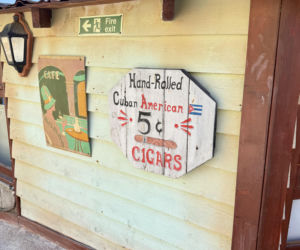 Fire
exit
CAFE
Hand-Rolled
Cuban American
5¢
CIGARS